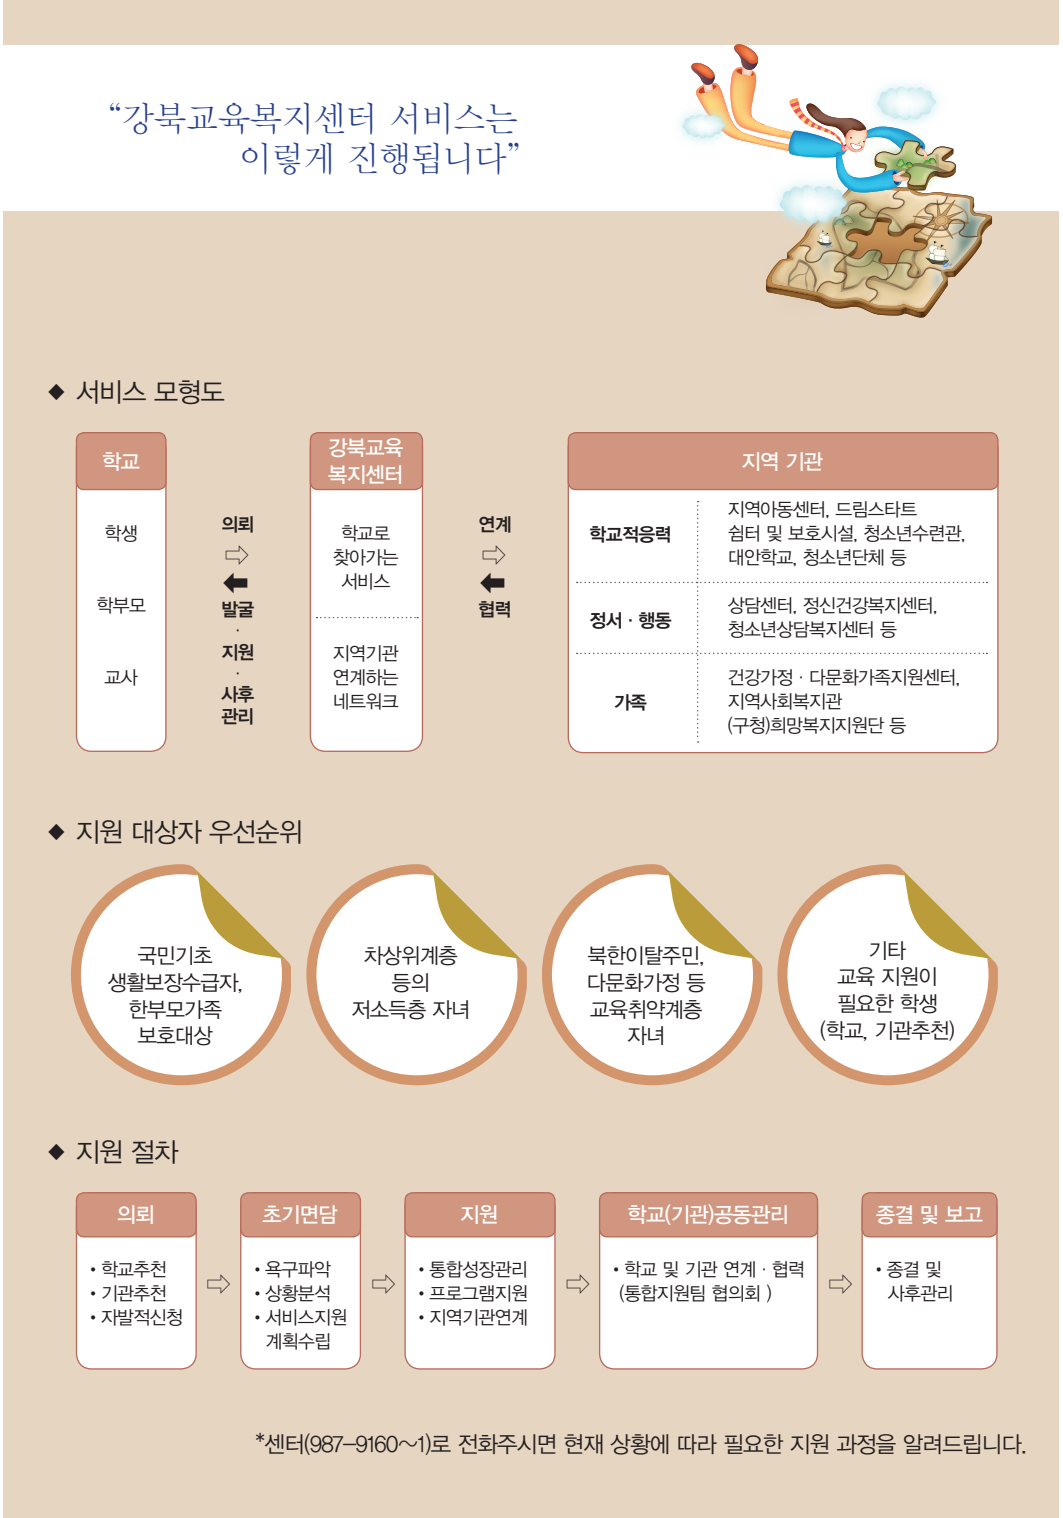 “강북교육복지센터 서비스는
이렇게 진행됩니다”
◆ 서비스 모형도
학교
학생
학부모
교사
의뢰
⇨
⬅
발굴
·
지원
·
사후
관리
강북교육
복지센터
학교로
찾아가는
서비스
지역기관
연계하는
네트워크
연계
⇨
⬅
협력
지역 기관
학교적응력
지역아동센터, 드림스타트
쉼터 및 보호시설, 청소년수련관,
대안학교, 청소년단체 등
정서 · 행동
상담센터, 정신건강복지센터,
청소년상담복지센터 등
가족
건강가정 · 다문화가족지원센터,
지역사회복지관
(구청)희망복지지원단 등
◆ 지원 대상자 우선순위
국민기초
생활보장수급자,
한부모가족
보호대상
차상위계층
등의
저소득층 자녀
북한이탈주민,
다문화가정 등
교육취약계층
자녀
기타
교육 지원이
필요한 학생
(학교, 기관추천)
◆ 지원 절차
의뢰
• 학교추천
• 기관추천
• 자발적신청
⇨
초기면담
• 욕구파악
• 상황분석
• 서비스지원
계획수립
⇨
지원
• 통합성장관리
• 프로그램지원
• 지역기관연계
⇨
학교(기관)공동관리
• 학교 및 기관 연계 · 협력
(통합지원팀 협의회 )
⇨
종결 및 보고
• 종결 및
사후관리
*센터(987-9160~1)로 전화주시면 현재 상황에 따라 필요한 지원 과정을 알려드립니다.